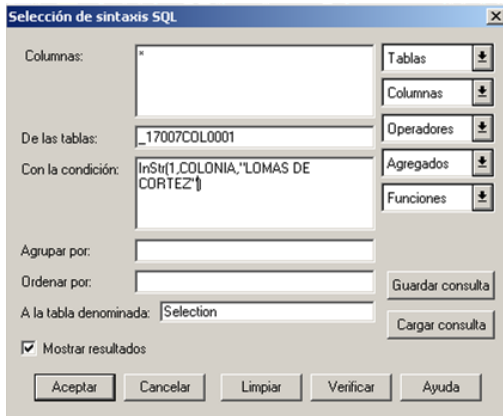 Selección de sintaxis SQL
Columnas:
*
Tablas
Columnas
Operadores
Agregados
Funciones
De las tablas:
_17007COL0001
Con la condición:
InStr(1,COLONIA,"LOMAS DE
CORTEZ")
Agrupar por:
Ordenar por:
Guardar consulta
A la tabla denominada:
Selection
Cargar consulta
Mostrar resultados
Aceptar
Cancelar
Limpiar
Verificar
Ayuda